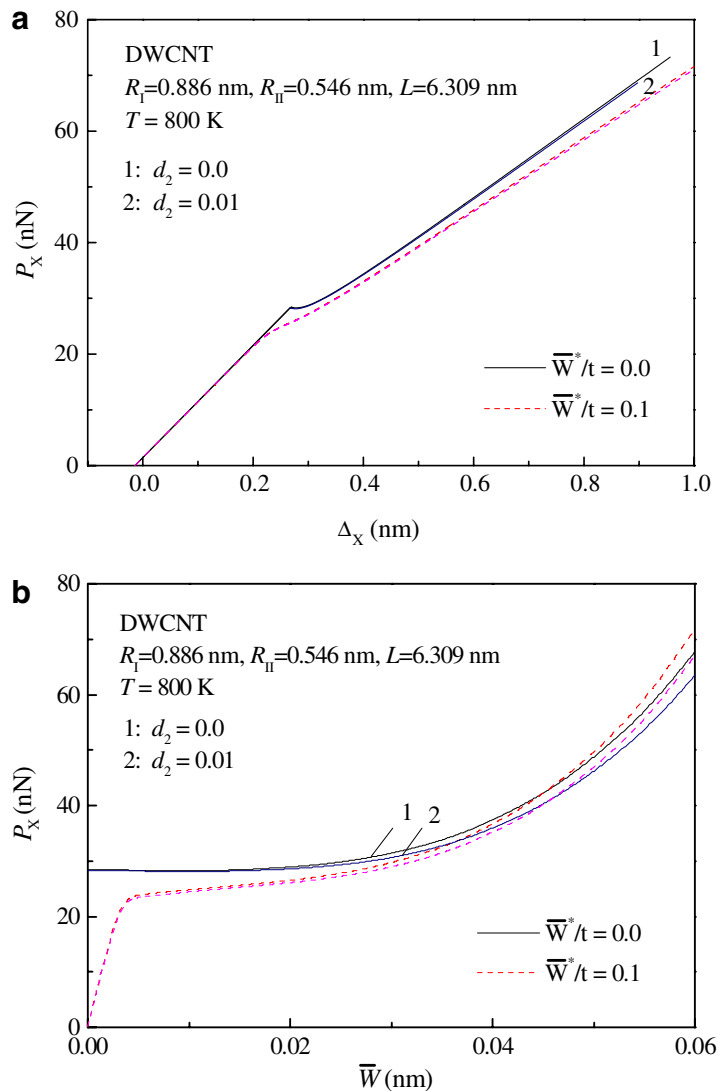 a
80
60
40
20
0
P_X (nN)
DWCNT
R_I=0.886 nm, R_II=0.546 nm, L=6.309 nm
T = 800 K
1: d_2 = 0.0
2: d_2 = 0.01
1
2
W̅*/t = 0.0
W̅*/t = 0.1
0.0 0.2 0.4 0.6 0.8 1.0
Δ_X (nm)
b
80
60
40
20
0
P_X (nN)
DWCNT
R_I=0.886 nm, R_II=0.546 nm, L=6.309 nm
T = 800 K
1: d_2 = 0.0
2: d_2 = 0.01
1 2
W̅*/t = 0.0
W̅*/t = 0.1
0.00 0.02 0.04 0.06
W̅ (nm)